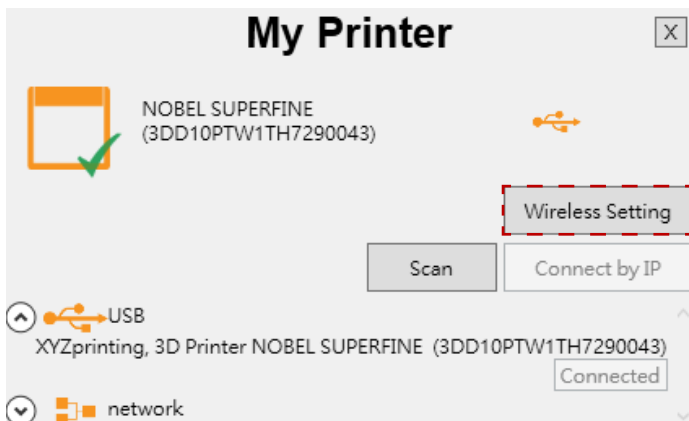 My Printer
X
NOBEL SUPERFINE
(3DD10PTW1TH7290043)
Wireless Setting
Scan
Connect by IP
USB
XYZprinting, 3D Printer NOBEL SUPERFINE (3DD10PTW1TH7290043)
Connected
network